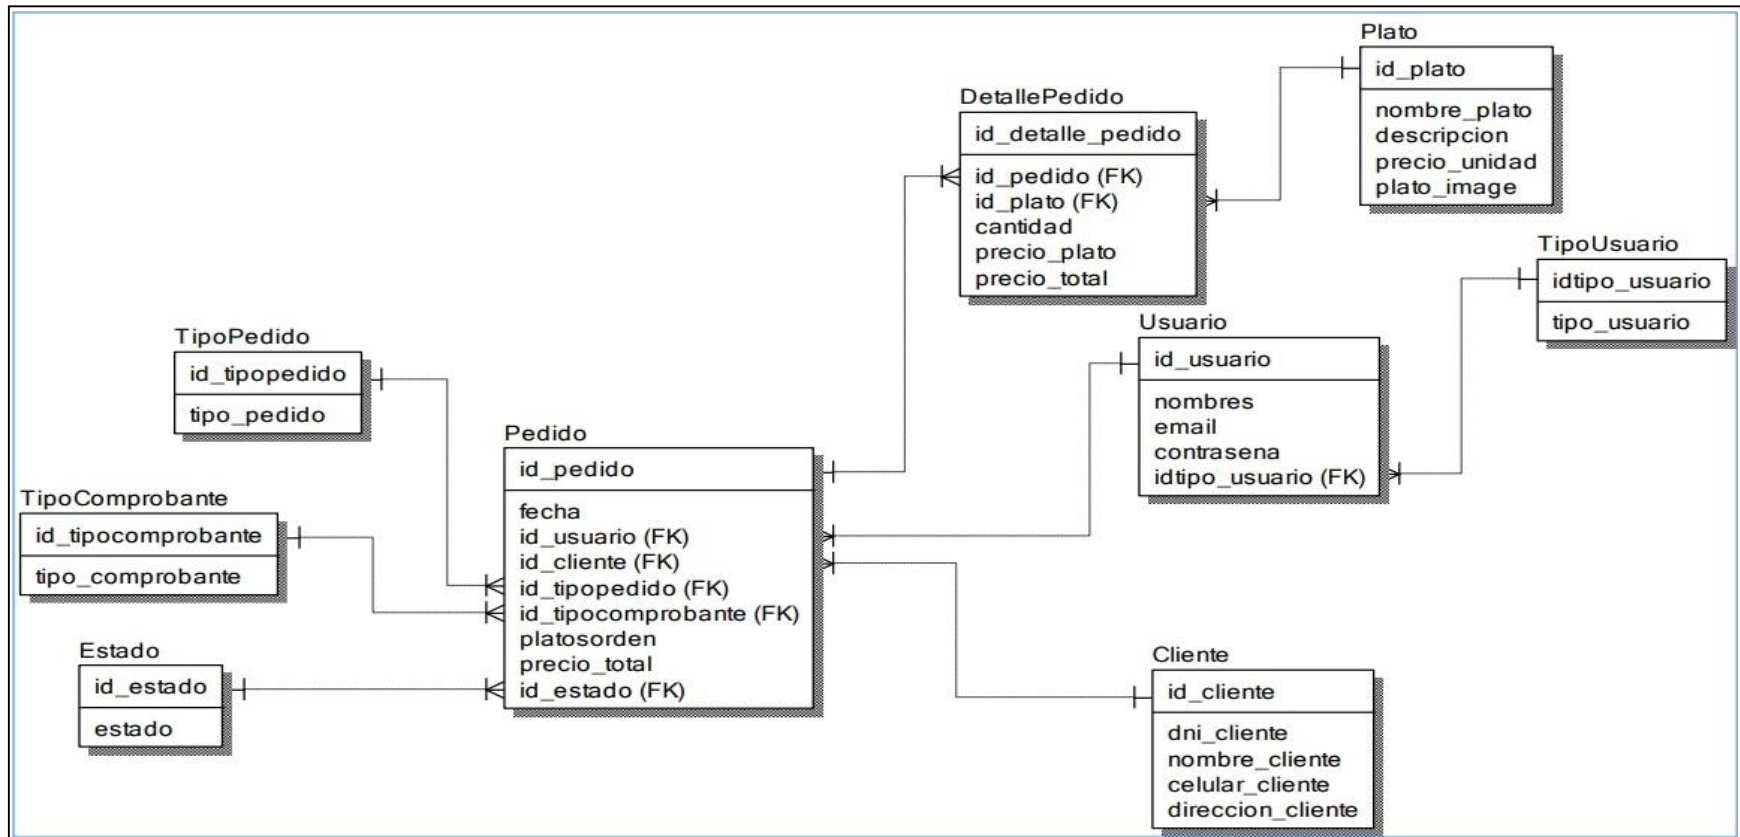 Plato
id_plato
nombre_plato
descripcion
precio_unidad
plato_image
DetallePedido
id_detalle_pedido
id_pedido (FK)
id_plato (FK)
cantidad
precio_plato
precio_total
TipoUsuario
idtipo_usuario
tipo_usuario
Usuario
id_usuario
nombres
email
contrasena
idtipo_usuario (FK)
TipoPedido
id_tipopedido
tipo_pedido
Pedido
id_pedido
fecha
id_usuario (FK)
id_cliente (FK)
id_tipopedido (FK)
id_tipocomprobante (FK)
platosorden
precio_total
id_estado (FK)
TipoComprobante
id_tipocomprobante
tipo_comprobante
Estado
id_estado
estado
Cliente
id_cliente
dni_cliente
nombre_cliente
celular_cliente
direccion_cliente